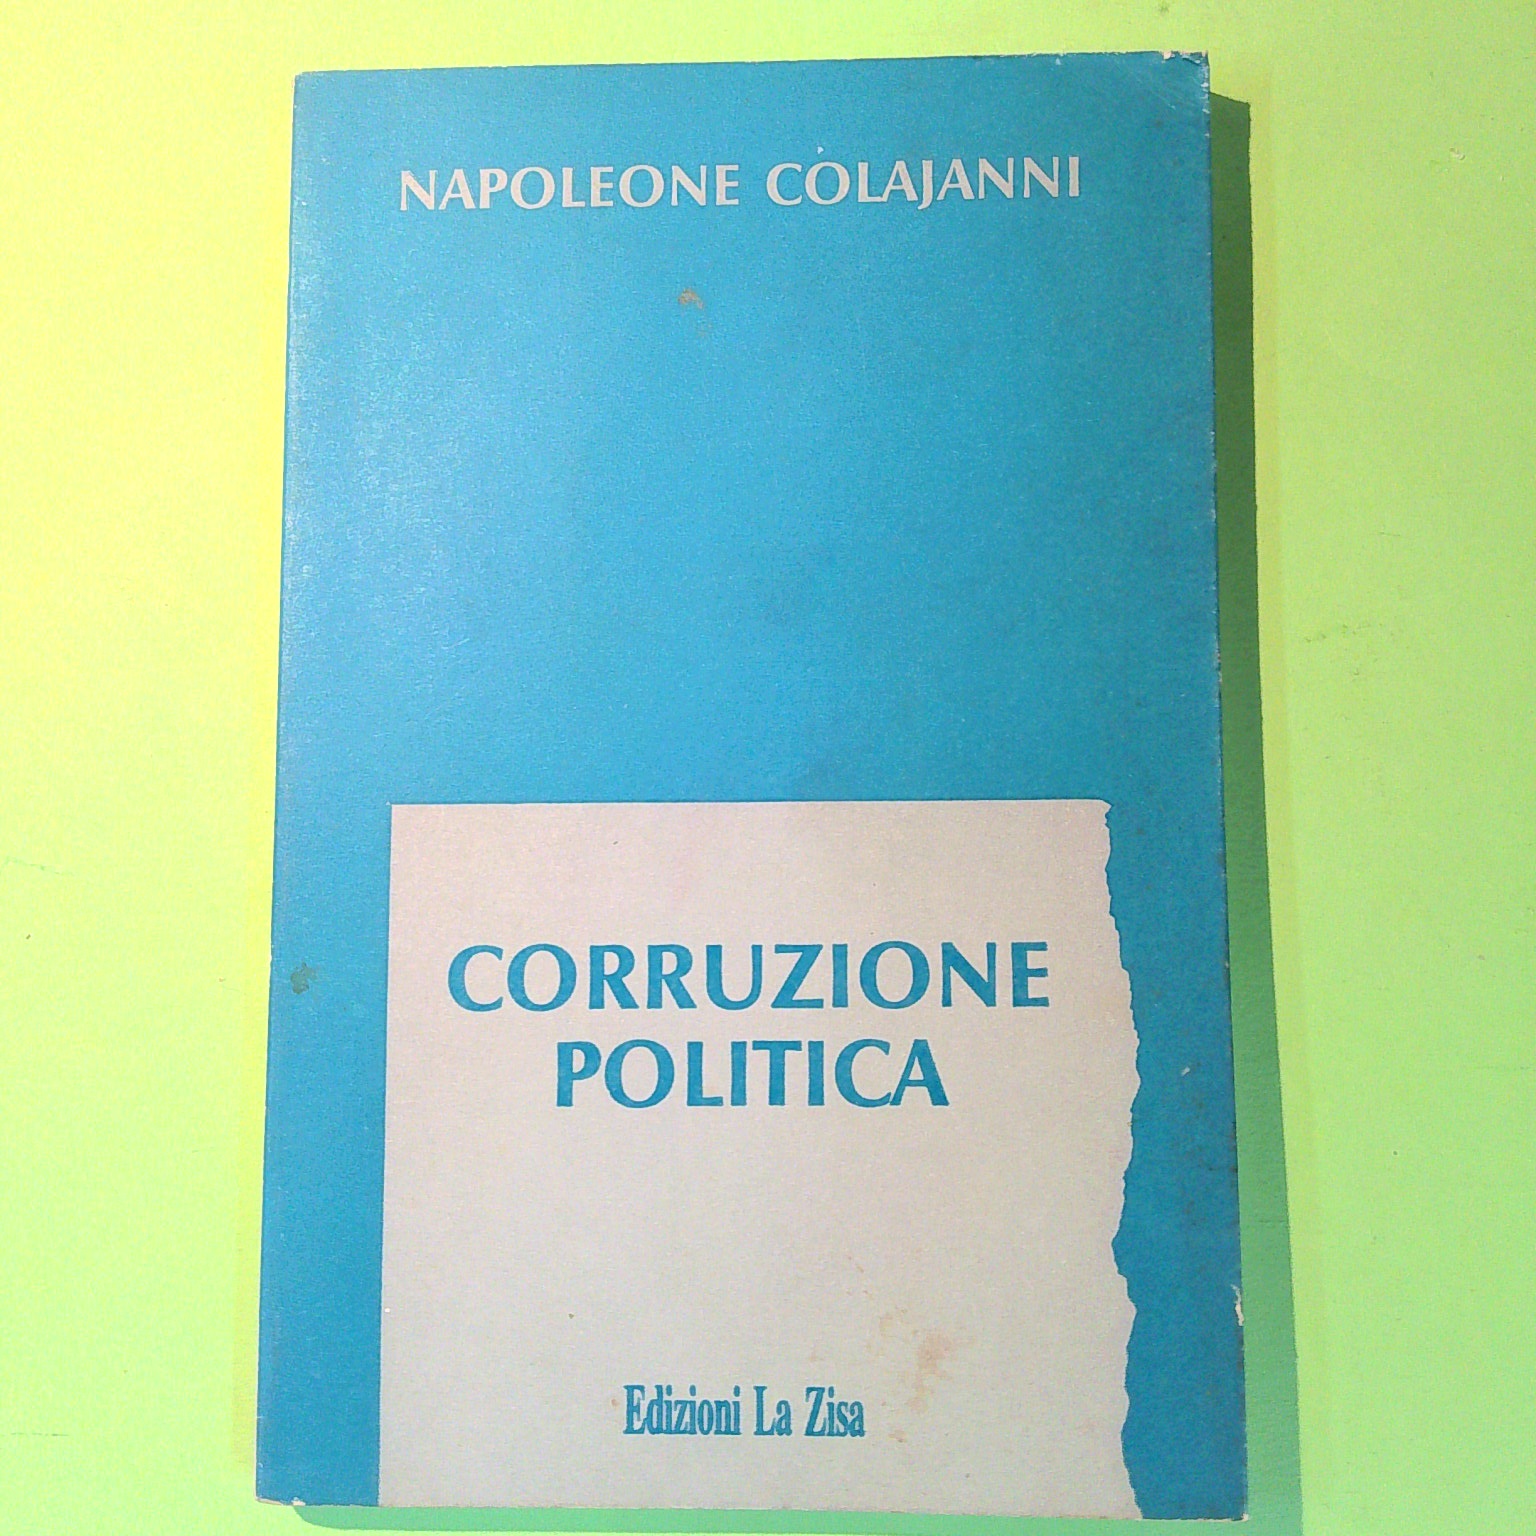 NAPOLEONE COLAJANNI
CORRUZIONE
POLITICA
Edizioni La Zisa